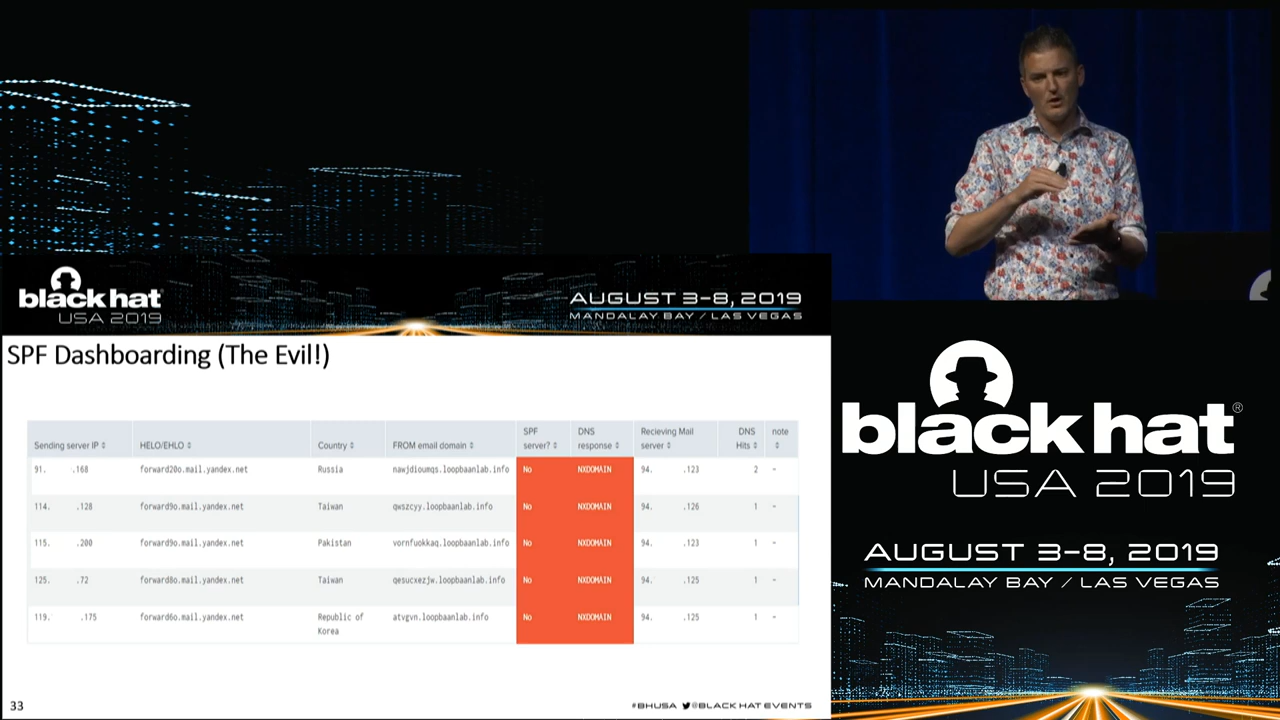 black hat
USA 2019
AUGUST 3-8, 2019
MANDALAY BAY / LAS VEGAS
SPF Dashboarding (The Evil!)
Sending server IP HELO/EHLO Country FROM email domain SPF server? DNS response Recieving Mail server DNS Hits note
91. .168 forward20o.mail.yandex.net Russia nawjdioumqs.loopbaanlab.info No NXDOMAIN 94. .123 2 -
114. .128 forward9o.mail.yandex.net Taiwan qwszcyy.loopbaanlab.info No NXDOMAIN 94. .126 1 -
115. .200 forward9o.mail.yandex.net Pakistan vornfuokkaq.loopbaanlab.info No NXDOMAIN 94. .123 1 -
125. .72 forward8o.mail.yandex.net Taiwan qesucxezjw.loopbaanlab.info No NXDOMAIN 94. .125 1 -
119. .175 forward6o.mail.yandex.net Republic of Korea atvgvn.loopbaanlab.info No NXDOMAIN 94. .125 1 -
33
#BHUSA @BLACK HAT EVENTS
black hat®
USA 2019
AUGUST 3-8, 2019
MANDALAY BAY / LAS VEGAS